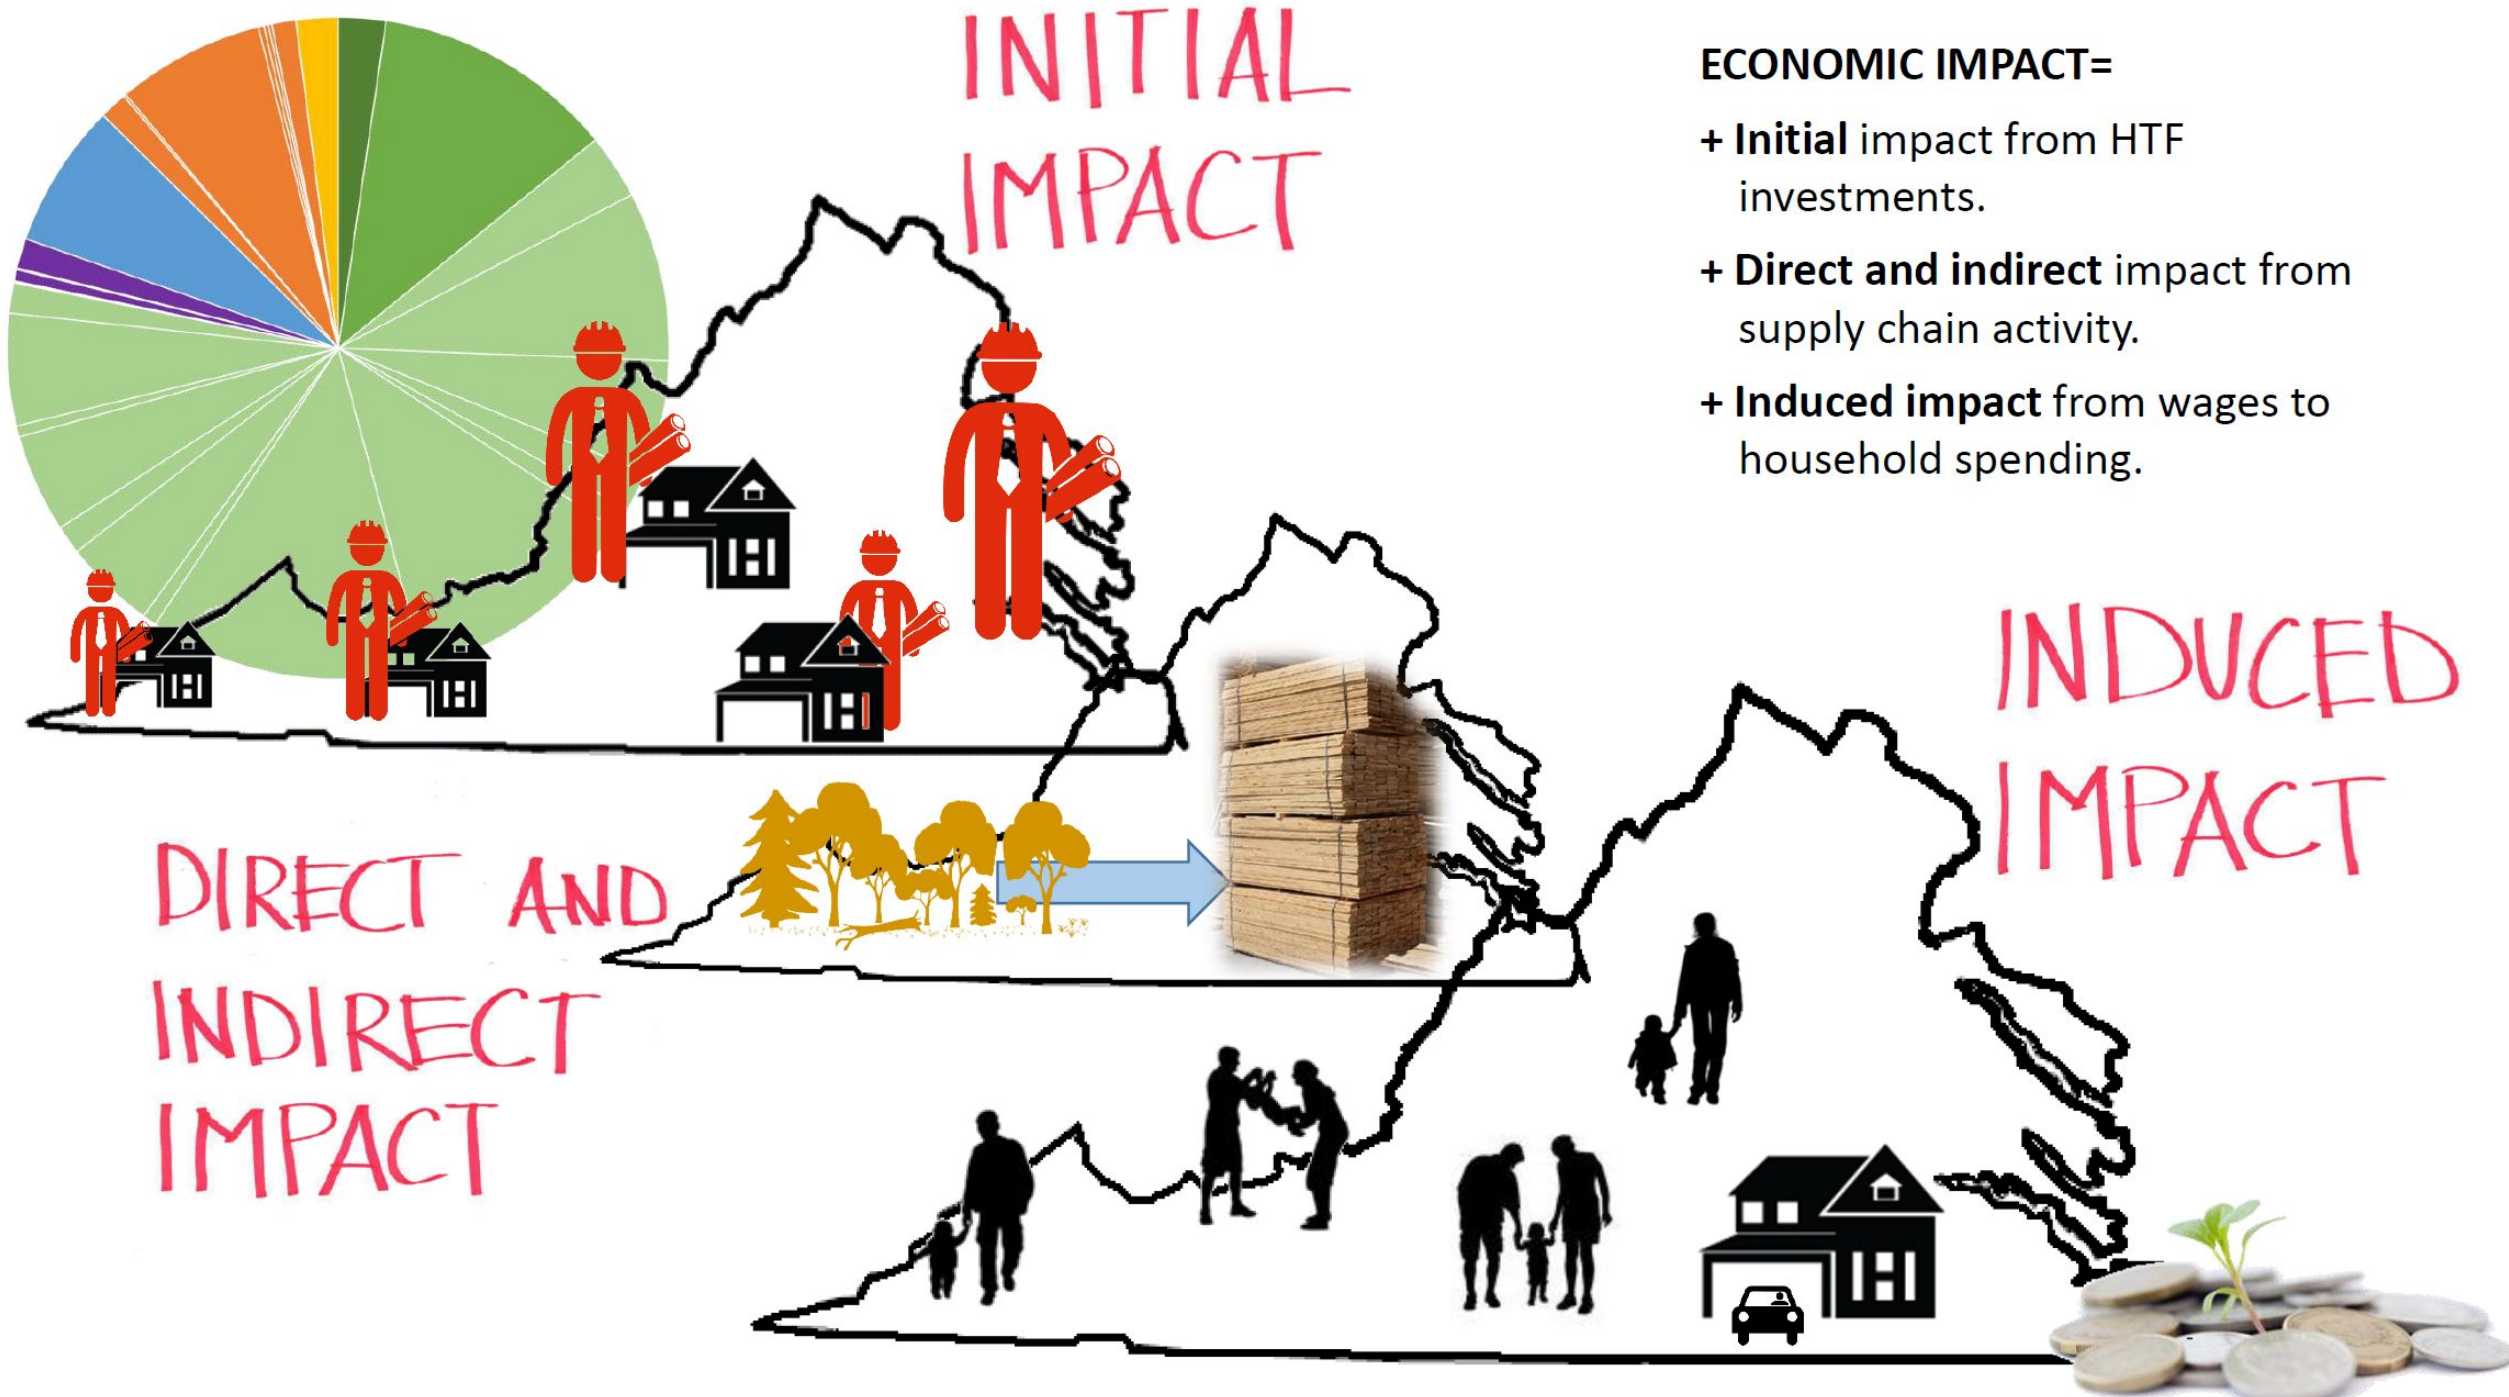 INITIAL
IMPACT
ECONOMIC IMPACT=
+ Initial impact from HTF
investments.
+ Direct and indirect impact from
supply chain activity.
+ Induced impact from wages to
household spending.
INDUCED
IMPACT
DIRECT AND
INDIRECT
IMPACT